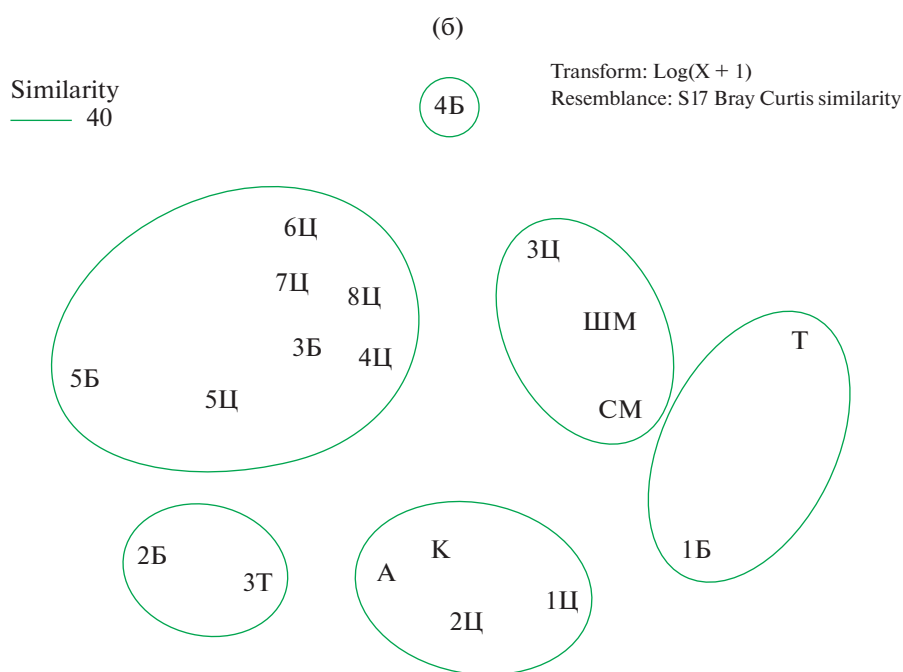 (б)
Similarity
40
4Б
Transform: Log(X + 1)
Resemblance: S17 Bray Curtis similarity
6Ц
7Ц
8Ц
3Б
4Ц
5Б
5Ц
3Ц
ШМ
СМ
Т
1Б
2Б
3Т
К
А
2Ц
1Ц